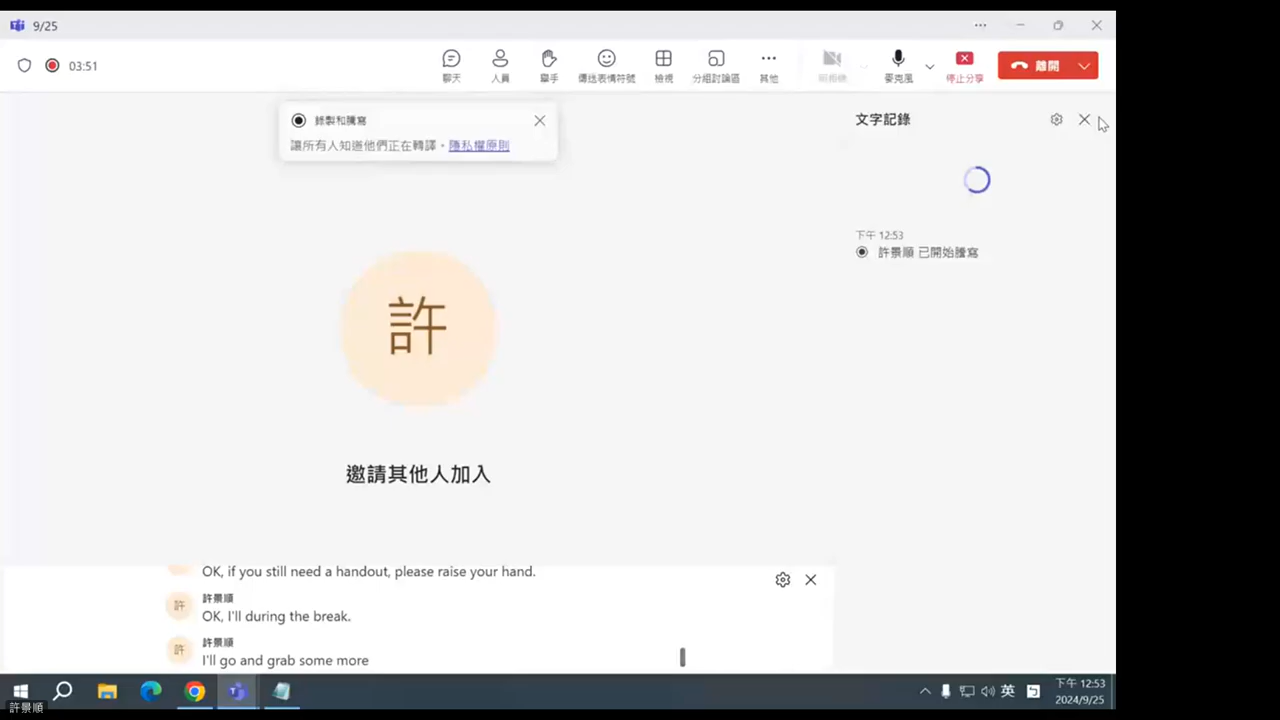 9/25
03:51
聊天
人員
舉手
傳送表情符號
檢視
分組討論區
其他
麥克風
停止分享
離開
錄製和謄寫
讓所有人知道他們正在轉譯。隱私權原則
文字記錄
下午 12:53
許景順 已開始謄寫
許
邀請其他人加入
OK, if you still need a handout, please raise your hand.
許景順
許
OK, I'll during the break.
許景順
許
I'll go and grab some more
英
下午 12:53
2024/9/25
許景順